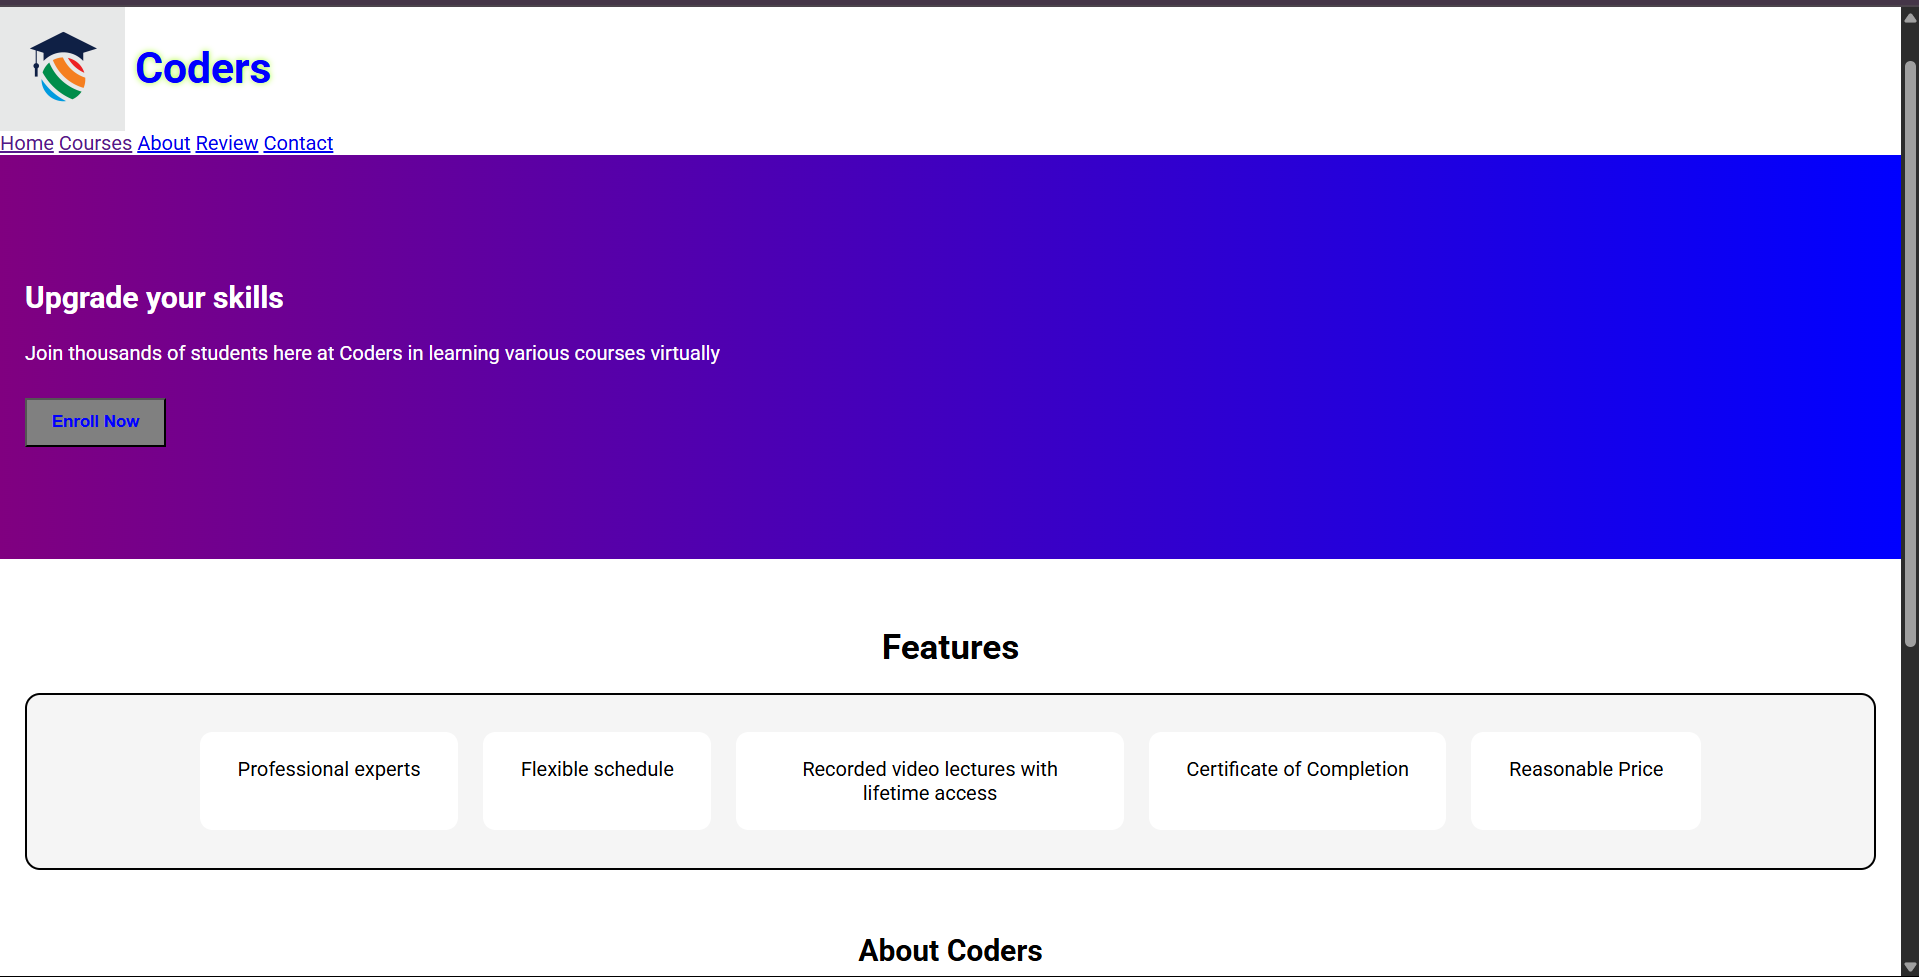 Coders
Home Courses About Review Contact
Upgrade your skills
Join thousands of students here at Coders in learning various courses virtually
Enroll Now
Features
Professional experts
Flexible schedule
Recorded video lectures with
lifetime access
Certificate of Completion
Reasonable Price
About Coders